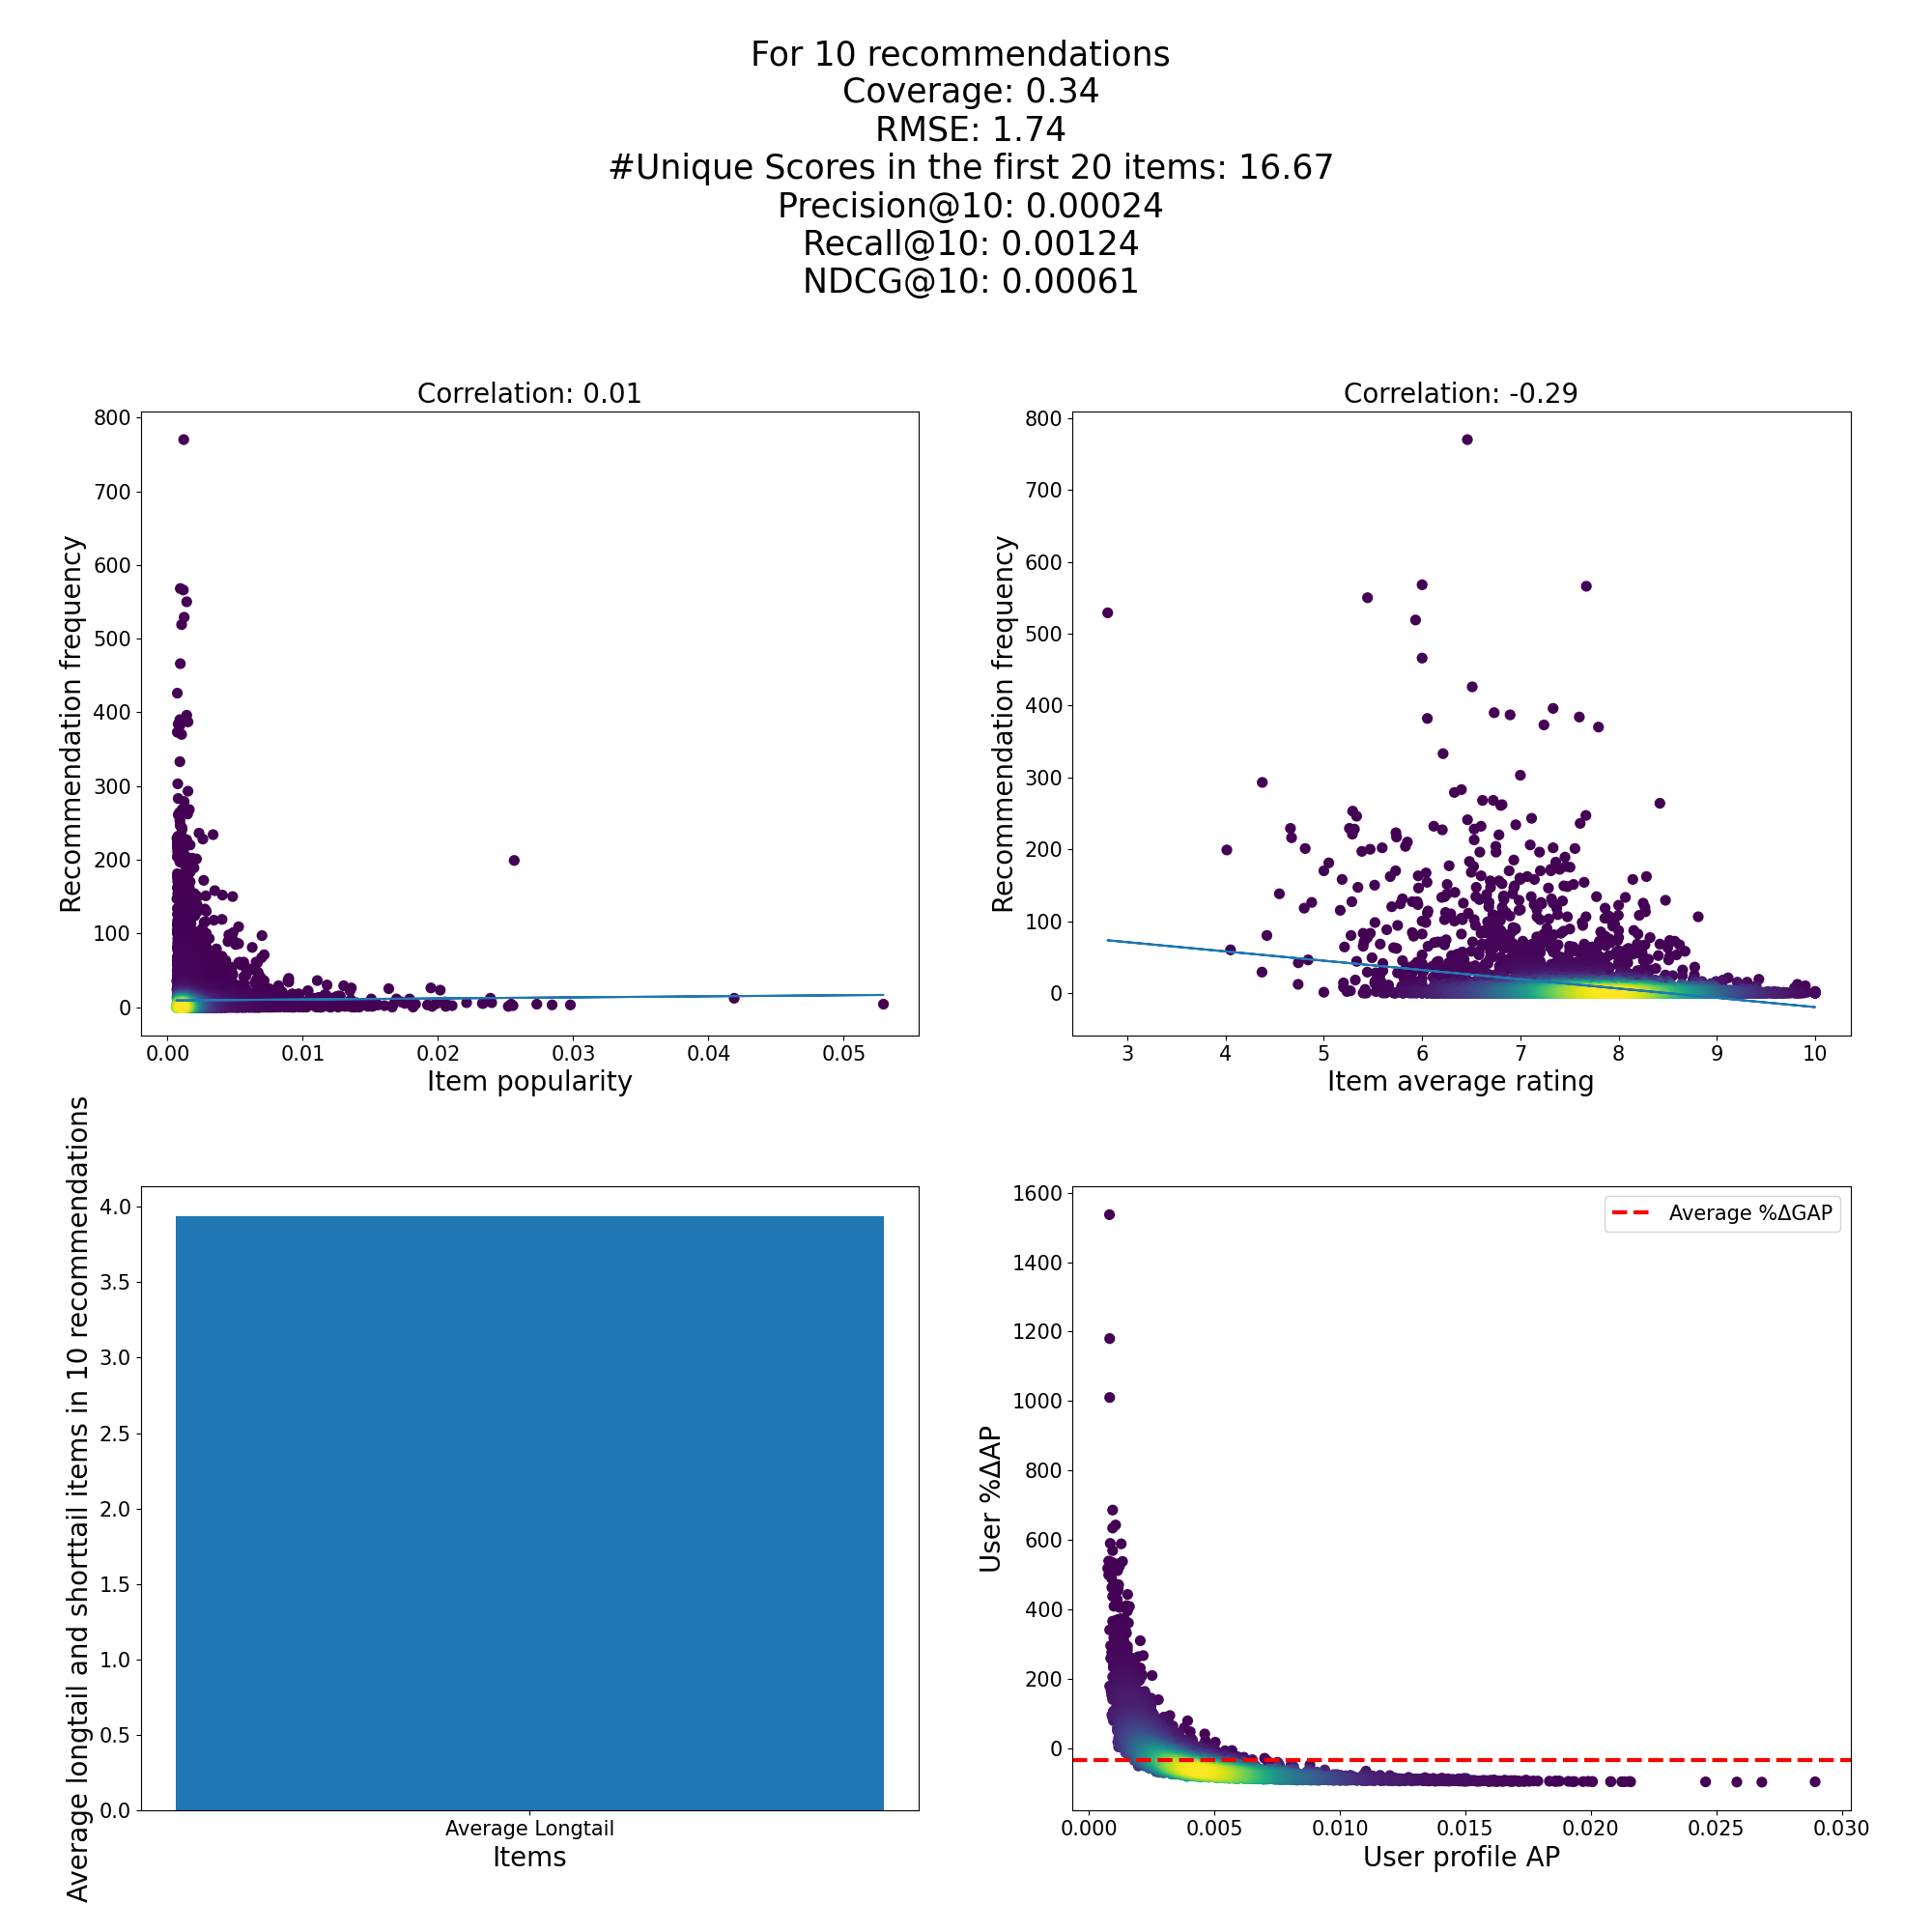 For 10 recommendations
Coverage: 0.34
RMSE: 1.74
#Unique Scores in the first 20 items: 16.67
Precision@10: 0.00024
Recall@10: 0.00124
NDCG@10: 0.00061
Correlation: 0.01
800
700
600
500
400
300
200
100
0
Recommendation frequency
0.00 0.01 0.02 0.03 0.04 0.05
Item popularity
Correlation: -0.29
800
700
600
500
400
300
200
100
0
Recommendation frequency
3 4 5 6 7 8 9 10
Item average rating
4.0
3.5
3.0
2.5
2.0
1.5
1.0
0.5
0.0
Average longtail and shorttail items in 10 recommendations
Average Longtail
Items
1600
1400
1200
1000
800
600
400
200
0
User %ΔAP
Average %ΔGAP
0.000 0.005 0.010 0.015 0.020 0.025 0.030
User profile AP